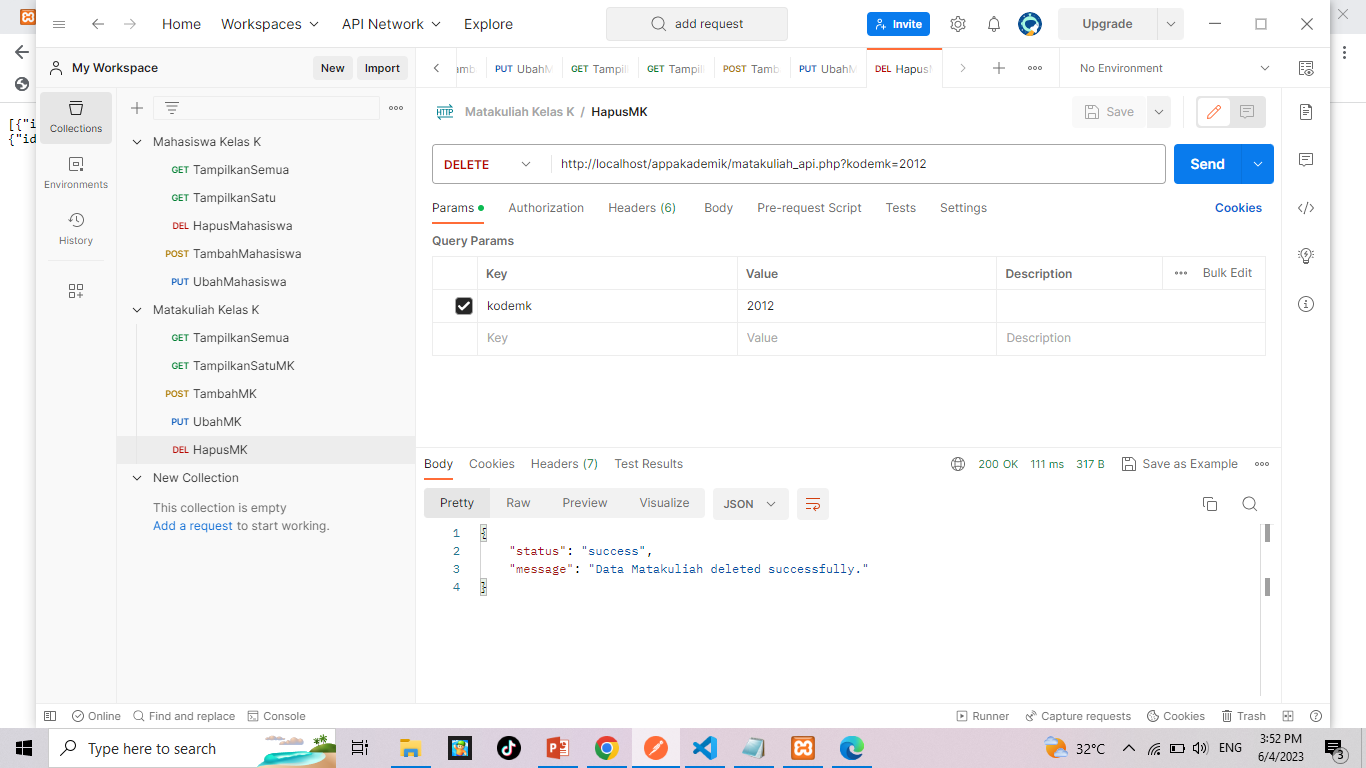 Home Workspaces API Network Explore add request Invite Upgrade
My Workspace New Import
PUT UbahM GET Tampil GET Tampil POST Tamb PUT UbahM DEL Hapus No Environment
Collections
Environments
History
Mahasiswa Kelas K
GET TampilkanSemua
GET TampilkanSatu
DEL HapusMahasiswa
POST TambahMahasiswa
PUT UbahMahasiswa
Matakuliah Kelas K
GET TampilkanSemua
GET TampilkanSatuMK
POST TambahMK
PUT UbahMK
DEL HapusMK
New Collection
This collection is empty
Add a request to start working.
HTTP Matakuliah Kelas K / HapusMK Save
DELETE http://localhost/appakademik/matakuliah_api.php?kodemk=2012 Send
Params Authorization Headers (6) Body Pre-request Script Tests Settings Cookies
Query Params
Key Value Description Bulk Edit
kodemk 2012
Key Value Description
Body Cookies Headers (7) Test Results 200 OK 111 ms 317 B Save as Example
Pretty Raw Preview Visualize JSON
1 {
2 "status": "success",
3 "message": "Data Matakuliah deleted successfully."
4 }
[{"i
{"id
Online Find and replace Console Runner Capture requests Cookies Trash
Type here to search 32°C ENG 3:52 PM
6/4/2023 3